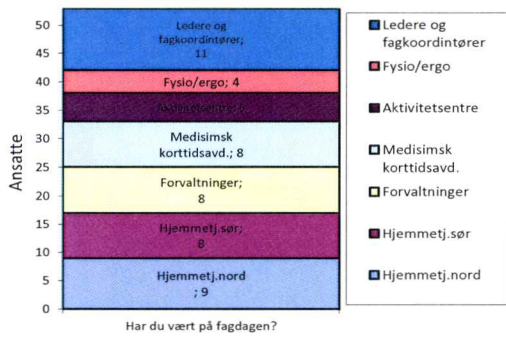 Ansatte
50
45
40
35
30
25
20
15
10
5
0
Ledere og
fagkoordintører;
11
Fysio/ergo; 4
Aktivitetsentre; 5
Medisimsk
korttidsavd.; 8
Forvaltninger;
8
Hjemmetj.sør;
8
Hjemmetj.nord
; 9
Har du vært på fagdagen?
Ledere og
fagkoordintører
Fysio/ergo
Aktivitetsentre
Medisimsk
korttidsavd.
Forvaltninger
Hjemmetj.sør
Hjemmetj.nord